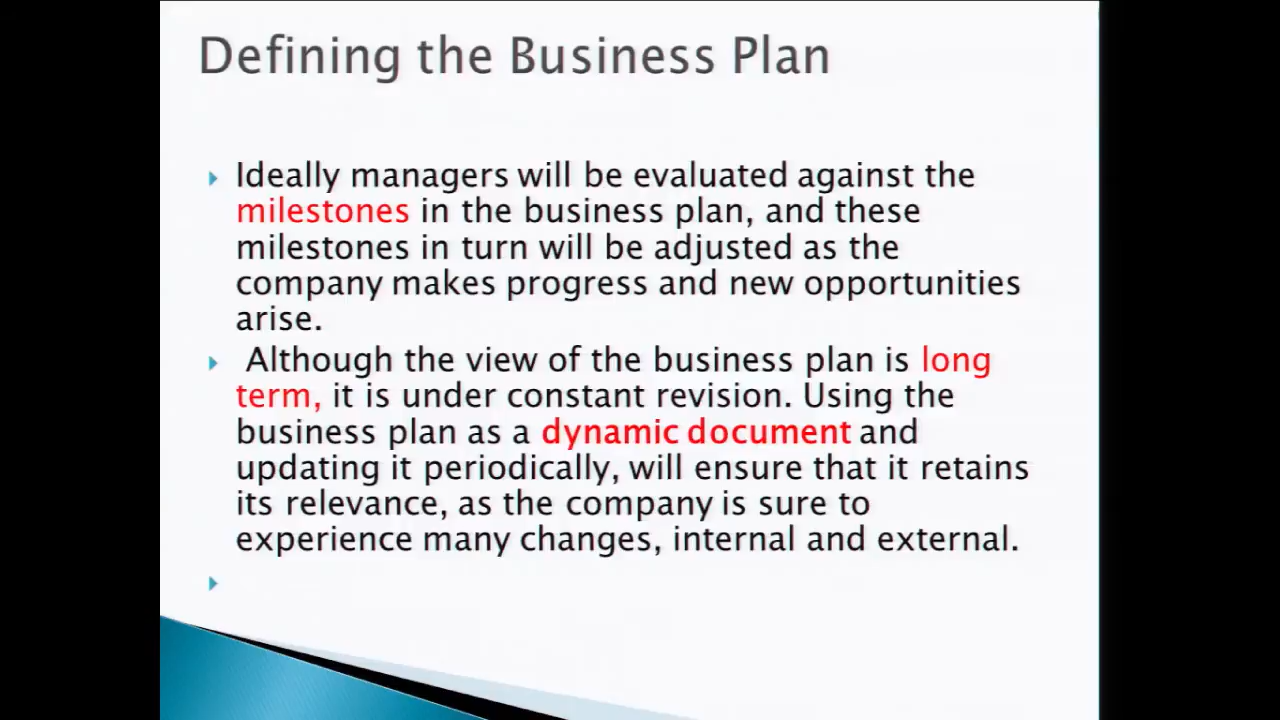 Defining the Business Plan
Ideally managers will be evaluated against the
milestones in the business plan, and these
milestones in turn will be adjusted as the
company makes progress and new opportunities
arise.
Although the view of the business plan is long
term, it is under constant revision. Using the
business plan as a dynamic document and
updating it periodically, will ensure that it retains
its relevance, as the company is sure to
experience many changes, internal and external.